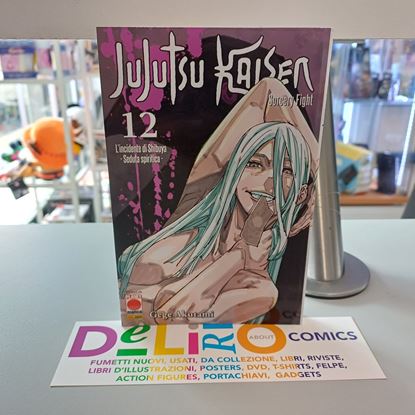 JUJUTSU KAISEN
Sorcery Fight
12
L'incidente di Shibuya
- Seduta spiritica -
Gege Akutami
DeLiRi
ABOUT
COMICS
FUMETTI NUOVI, USATI, DA COLLEZIONE, LIBRI, RIVISTE,
LIBRI D'ILLUSTRAZIONI, POSTERS, DVD, T-SHIRTS, FELPE,
ACTION FIGURES, PORTACHIAVI, GADGETS